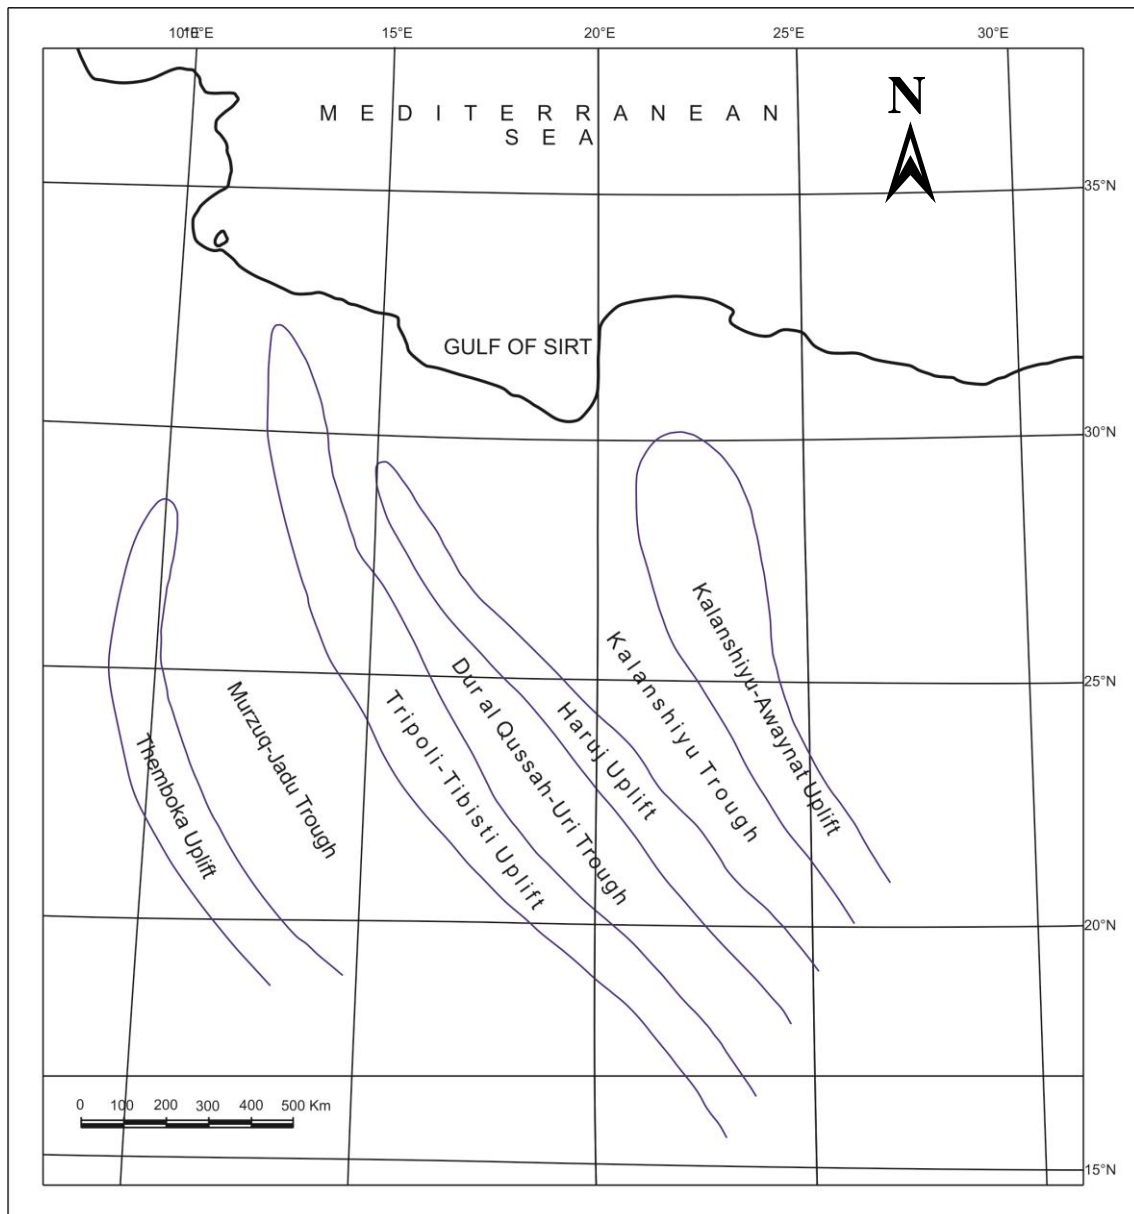 10°E
15°E
20°E
25°E
30°E
MEDITERRANEAN
SEA
N
35°N
GULF OF SIRT
30°N
Kalanshiyu-Awaynat Uplift
Kalanshiyu Trough
25°N
Dur al Qussah-Uri Trough
Murzuq-Jadu Trough
Tripoli-Tibisti Uplift
Haruj Uplift
Themboka Uplift
20°N
0 100 200 300 400 500 Km
15°N